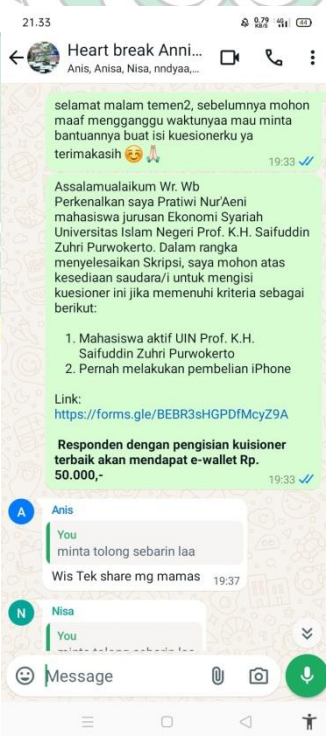 21.33
0.79 KB/S 4G 44
Heart break Anni...
Anis, Anisa, Nisa, nndyaa,...
selamat malam temen2, sebelumnya mohon
maaf mengganggu waktunyaa mau minta
bantuannya buat isi kuesionerku ya
terimakasih 😊🙏🏻
19:33
Assalamualaikum Wr. Wb
Perkenalkan saya Pratiwi Nur'Aeni
mahasiswa jurusan Ekonomi Syariah
Universitas Islam Negeri Prof. K.H. Saifuddin
Zuhri Purwokerto. Dalam rangka
menyelesaikan Skripsi, saya mohon atas
kesediaan saudara/i untuk mengisi
kuesioner ini jika memenuhi kriteria sebagai
berikut:
1. Mahasiswa aktif UIN Prof. K.H.
Saifuddin Zuhri Purwokerto
2. Pernah melakukan pembelian iPhone
Link:
https://forms.gle/BEBR3sHGPDfMcyZ9A
Responden dengan pengisian kuisioner
terbaik akan mendapat e-wallet Rp.
50.000,-
19:33
A
Anis
You
minta tolong sebarin laa
Wis Tek share mg mamas
19:37
N
Nisa
You
minta tolong sebarin laa
Message